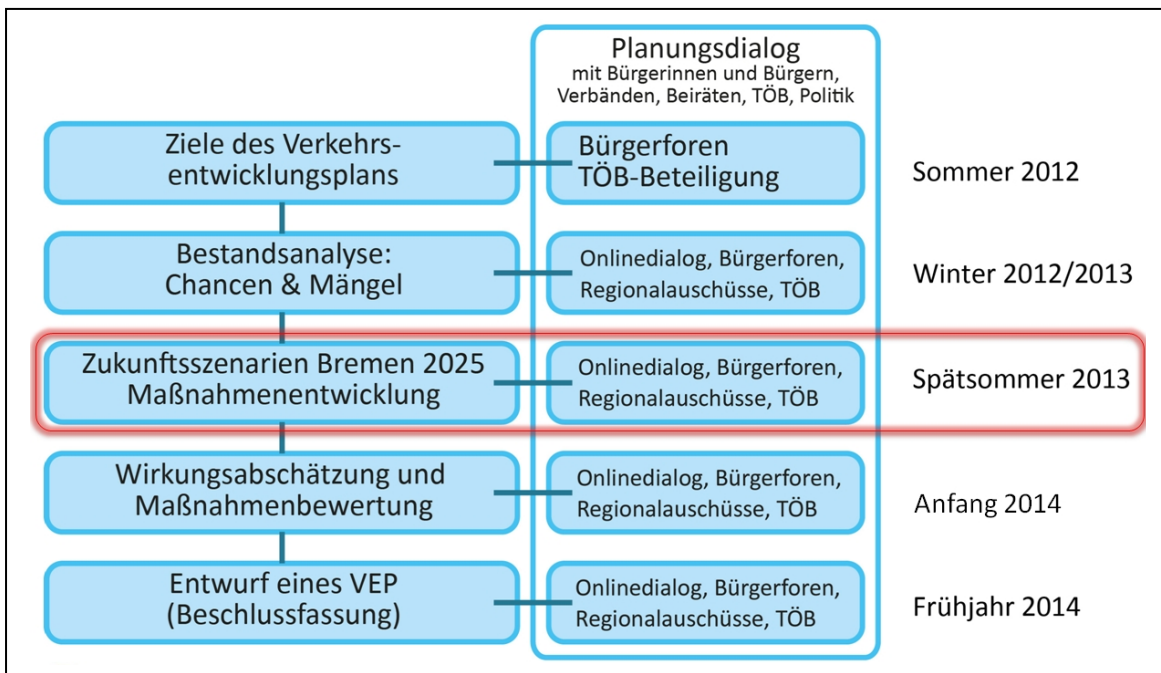 Planungsdialog
mit Bürgerinnen und Bürgern,
Verbänden, Beiräten, TÖB, Politik
Ziele des Verkehrs-
entwicklungsplans
Bürgerforen
TÖB-Beteiligung
Sommer 2012
Bestandsanalyse:
Chancen & Mängel
Onlinedialog, Bürgerforen,
Regionalauschüsse, TÖB
Winter 2012/2013
Zukunftsszenarien Bremen 2025
Maßnahmenentwicklung
Onlinedialog, Bürgerforen,
Regionalauschüsse, TÖB
Spätsommer 2013
Wirkungsabschätzung und
Maßnahmenbewertung
Onlinedialog, Bürgerforen,
Regionalauschüsse, TÖB
Anfang 2014
Entwurf eines VEP
(Beschlussfassung)
Onlinedialog, Bürgerforen,
Regionalauschüsse, TÖB
Frühjahr 2014